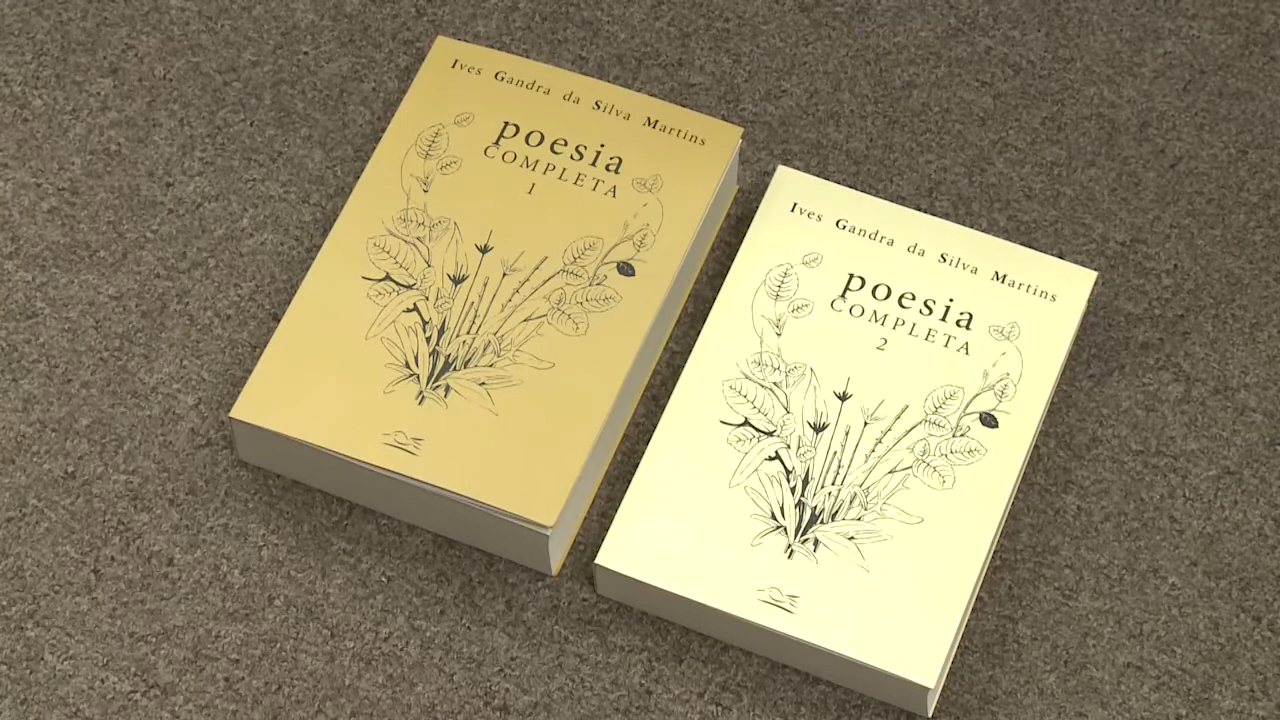 Ives Gandra da Silva Martins
poesia
COMPLETA
1
Ives Gandra da Silva Martins
poesia
COMPLETA
2